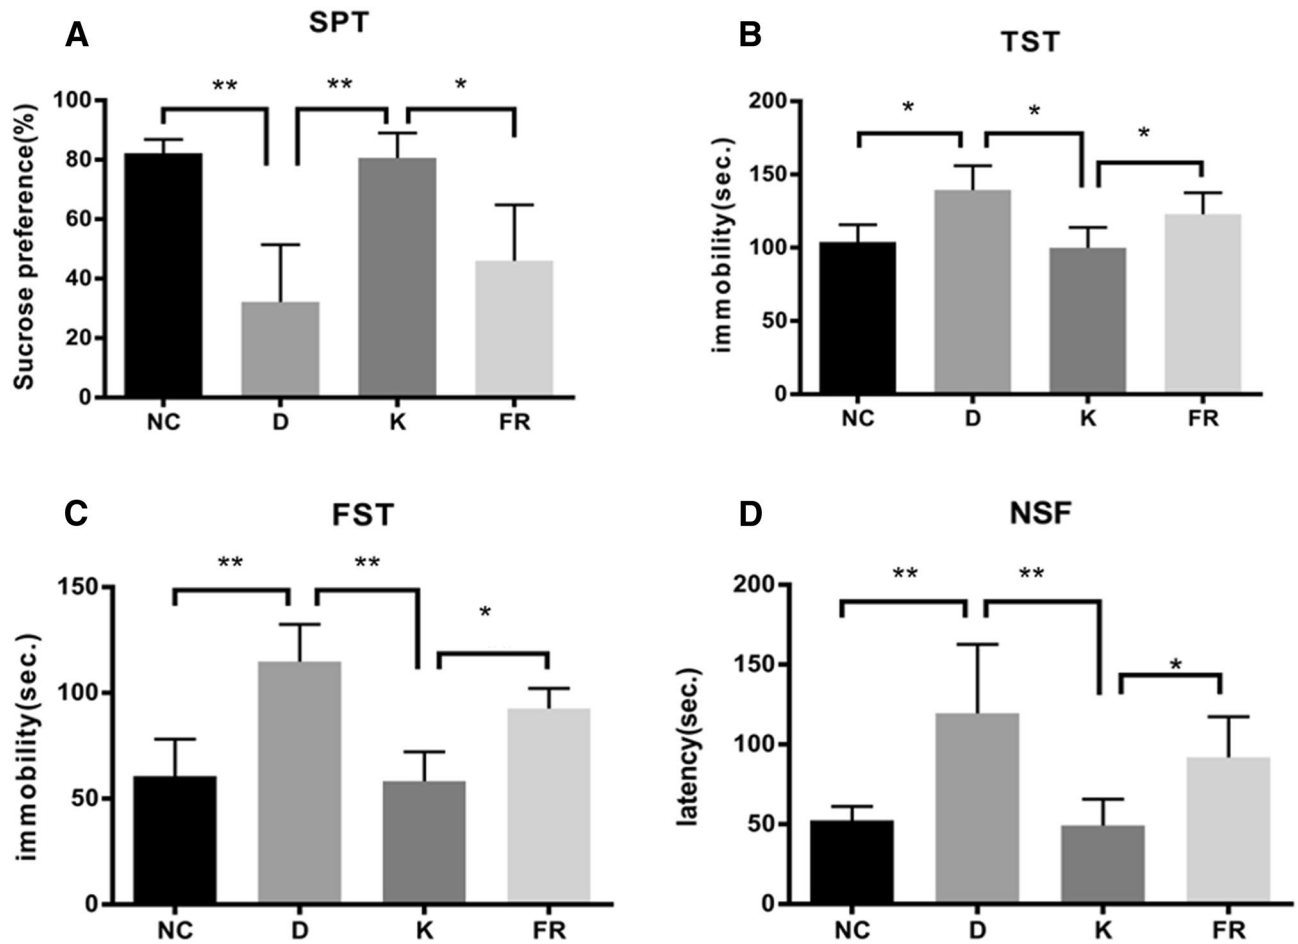 A
SPT
** ** *
Sucrose preference(%)
100
80
60
40
20
0
NC D K FR
B
TST
* * *
immobility(sec.)
200
150
100
50
0
NC D K FR
C
FST
** ** *
immobility(sec.)
150
100
50
0
NC D K FR
D
NSF
** ** *
latency(sec.)
200
150
100
50
0
NC D K FR